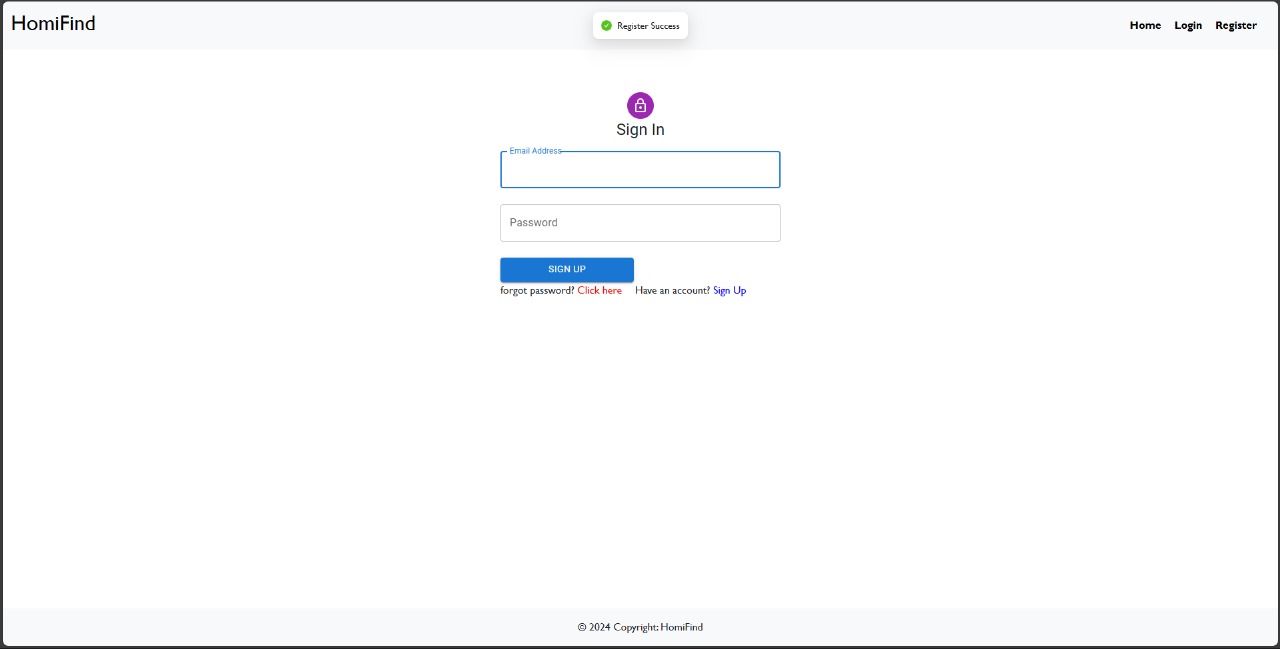 HomiFind
Register Success
Home Login Register
Sign In
Email Address
Password
SIGN UP
forgot password? Click here Have an account? Sign Up
© 2024 Copyright: HomiFind